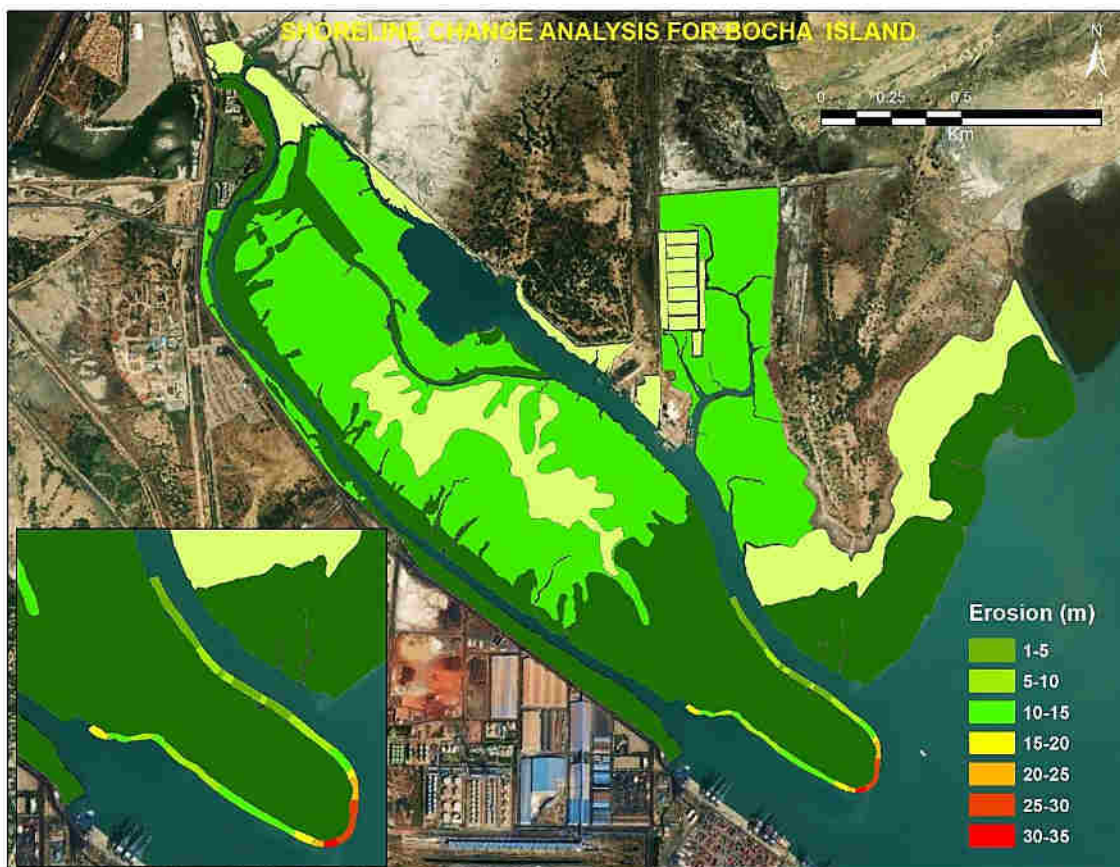 SHORELINE CHANGE ANALYSIS FOR BOCHA ISLAND
N
0 0.25 0.5 1
Km
Erosion (m)
1-5
5-10
10-15
15-20
20-25
25-30
30-35